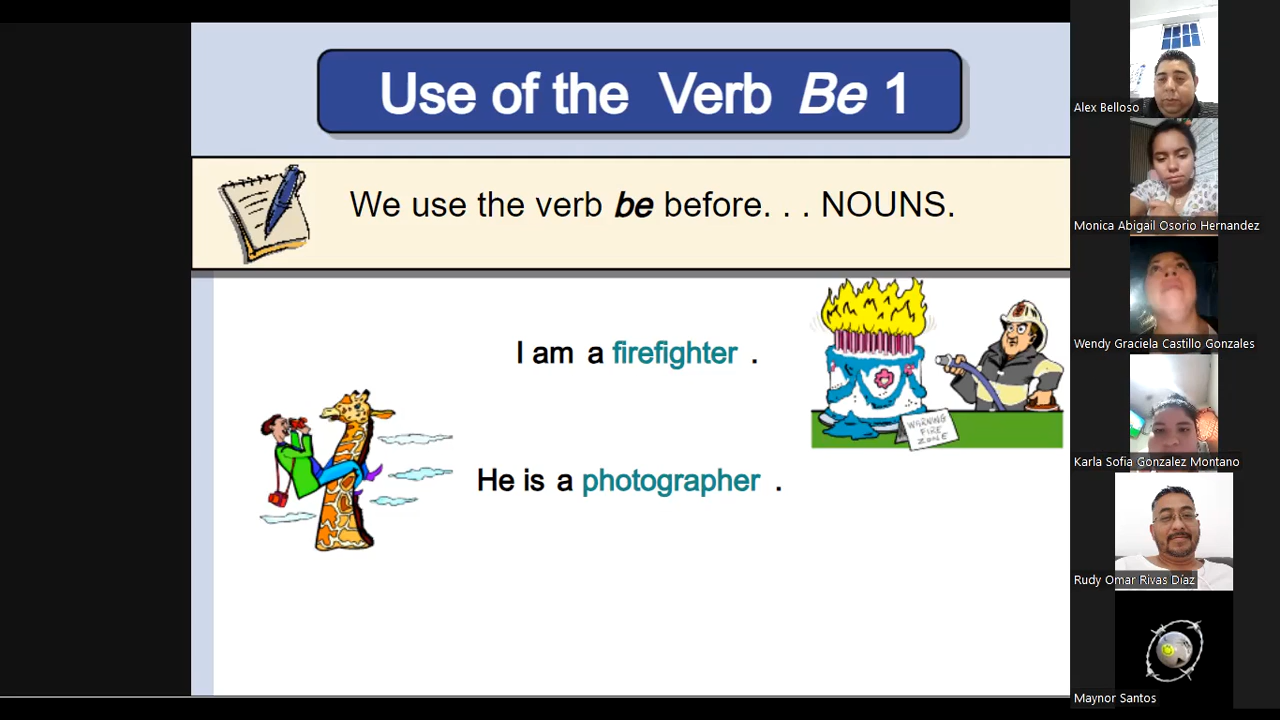 Use of the Verb Be 1
We use the verb be before. . . NOUNS.
I am a firefighter .
WARNING
FIRE
ZONE
He is a photographer .
Alex Belloso
Monica Abigail Osorio Hernandez
Wendy Graciela Castillo Gonzales
Karla Sofia Gonzalez Montano
Rudy Omar Rivas Díaz
Maynor Santos